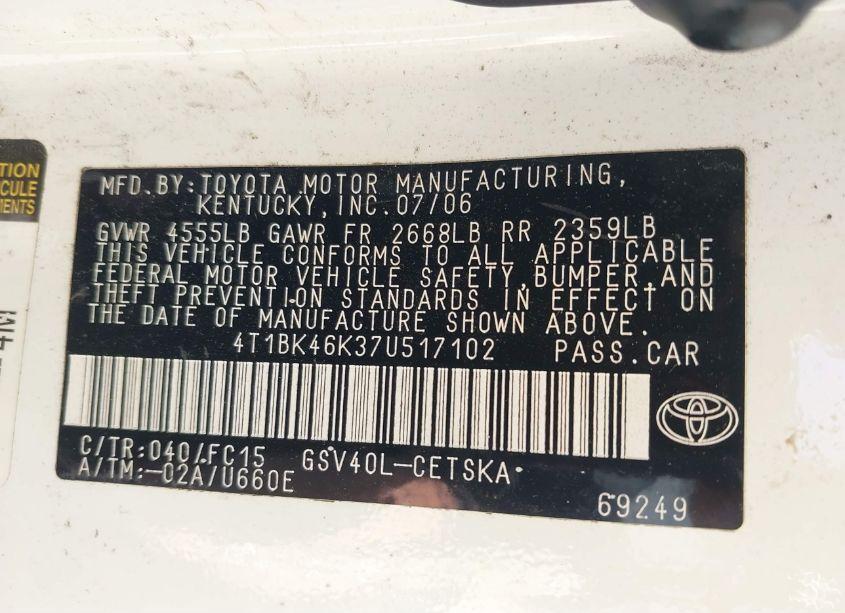 TION
CULE
MENTS
MFD. BY: TOYOTA MOTOR MANUFACTURING,
KENTUCKY, INC. 07/06
GVWR 4555LB GAWR FR 2668LB RR 2359LB
THIS VEHICLE CONFORMS TO ALL APPLICABLE
FEDERAL MOTOR VEHICLE SAFETY, BUMPER, AND
THEFT PREVENTION STANDARDS IN EFFECT ON
THE DATE OF MANUFACTURE SHOWN ABOVE.
4T1BK46K37U517102 PASS. CAR
C/TR: 040/FC15 GSV40L-CETSKA
A/TM: -02A/U660E
69249